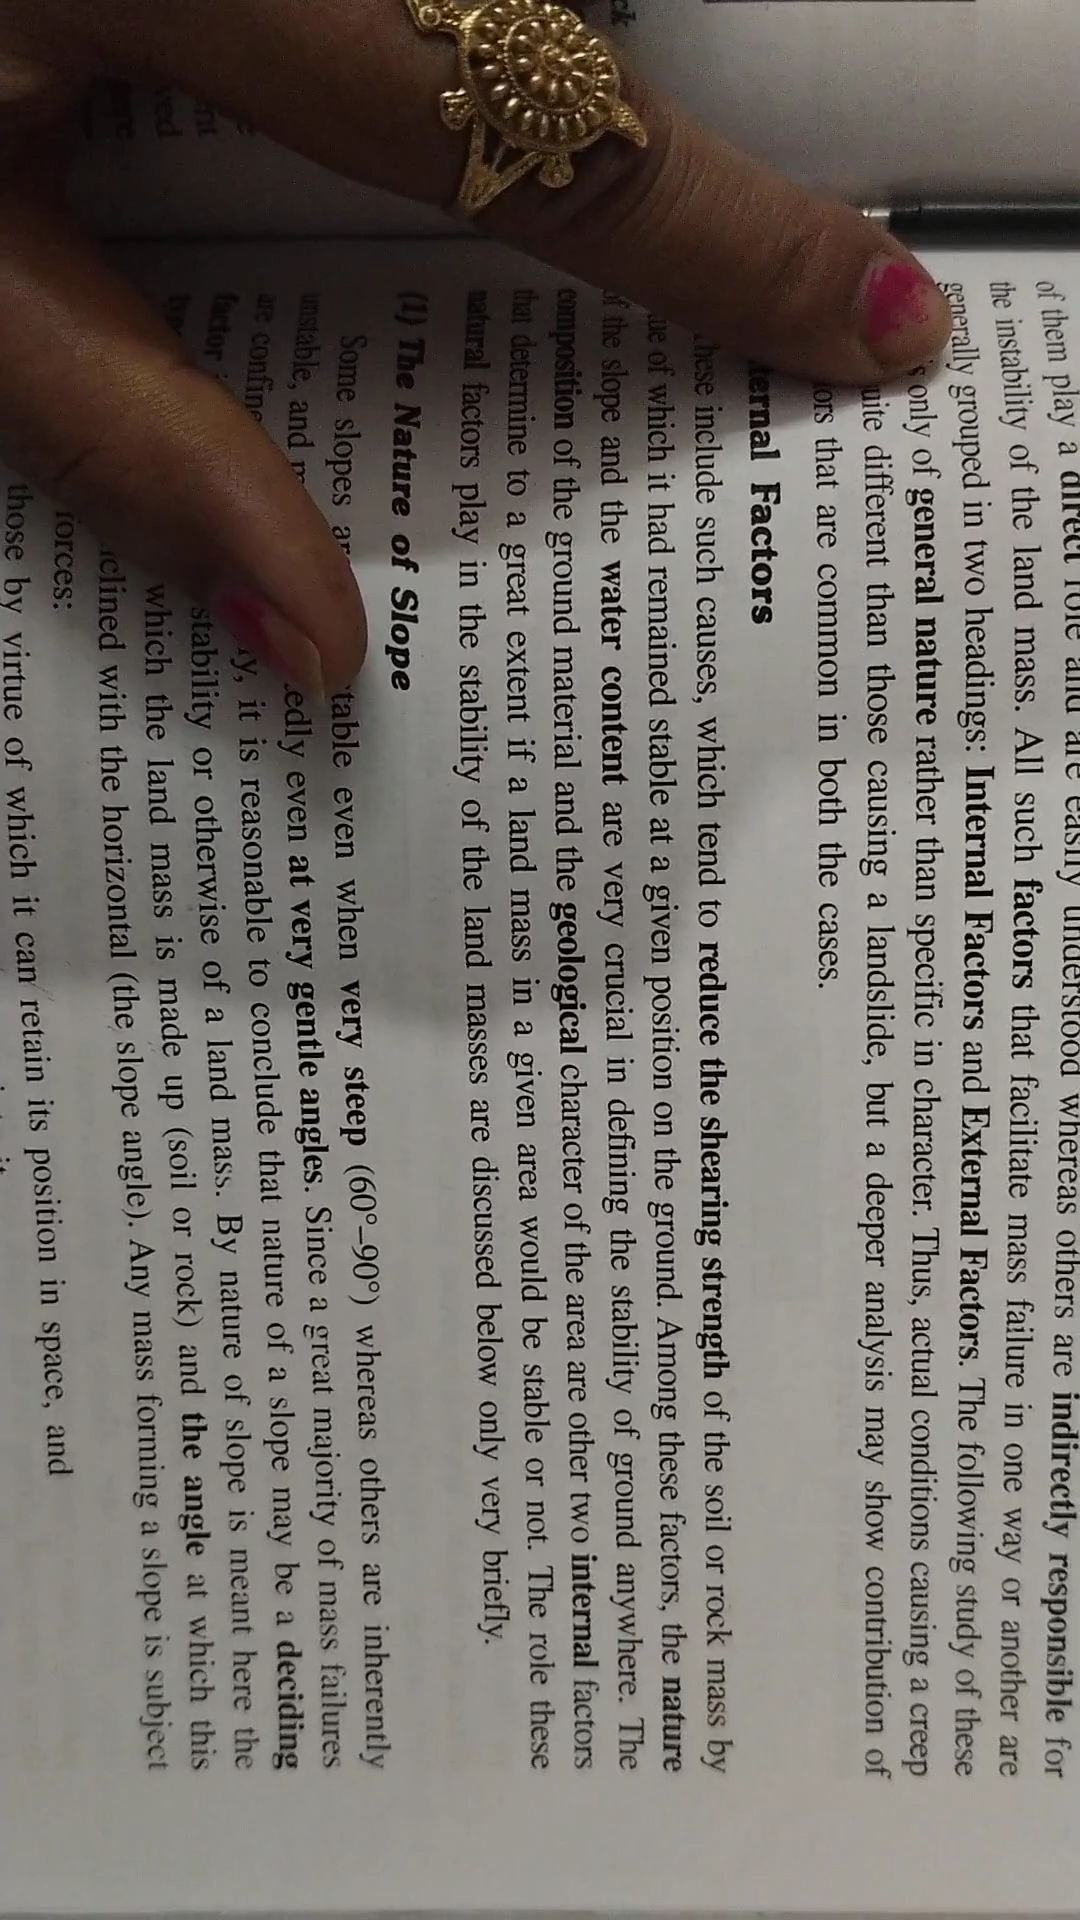 of them play a direct role and are easily understood whereas others are indirectly responsible for
the instability of the land mass. All such factors that facilitate mass failure in one way or another are
generally grouped in two headings: Internal Factors and External Factors. The following study of these
only of general nature rather than specific in character. Thus, actual conditions causing a creep
uite different than those causing a landslide, but a deeper analysis may show contribution of
ors that are common in both the cases.
ternal Factors
hese include such causes, which tend to reduce the shearing strength of the soil or rock mass by
ue of which it had remained stable at a given position on the ground. Among these factors, the nature
of the slope and the water content are very crucial in defining the stability of ground anywhere. The
composition of the ground material and the geological character of the area are other two internal factors
that determine to a great extent if a land mass in a given area would be stable or not. The role these
natural factors play in the stability of the land masses are discussed below only very briefly.
(1) The Nature of Slope
Some slopes ar table even when very steep (60°–90°) whereas others are inherently
unstable, and edly even at very gentle angles. Since a great majority of mass failures
are confine ly, it is reasonable to conclude that nature of a slope may be a deciding
factor stability or otherwise of a land mass. By nature of slope is meant here the
which the land mass is made up (soil or rock) and the angle at which this
clined with the horizontal (the slope angle). Any mass forming a slope is subject
forces:
those by virtue of which it can retain its position in space, and
ck
nt
ved
ere